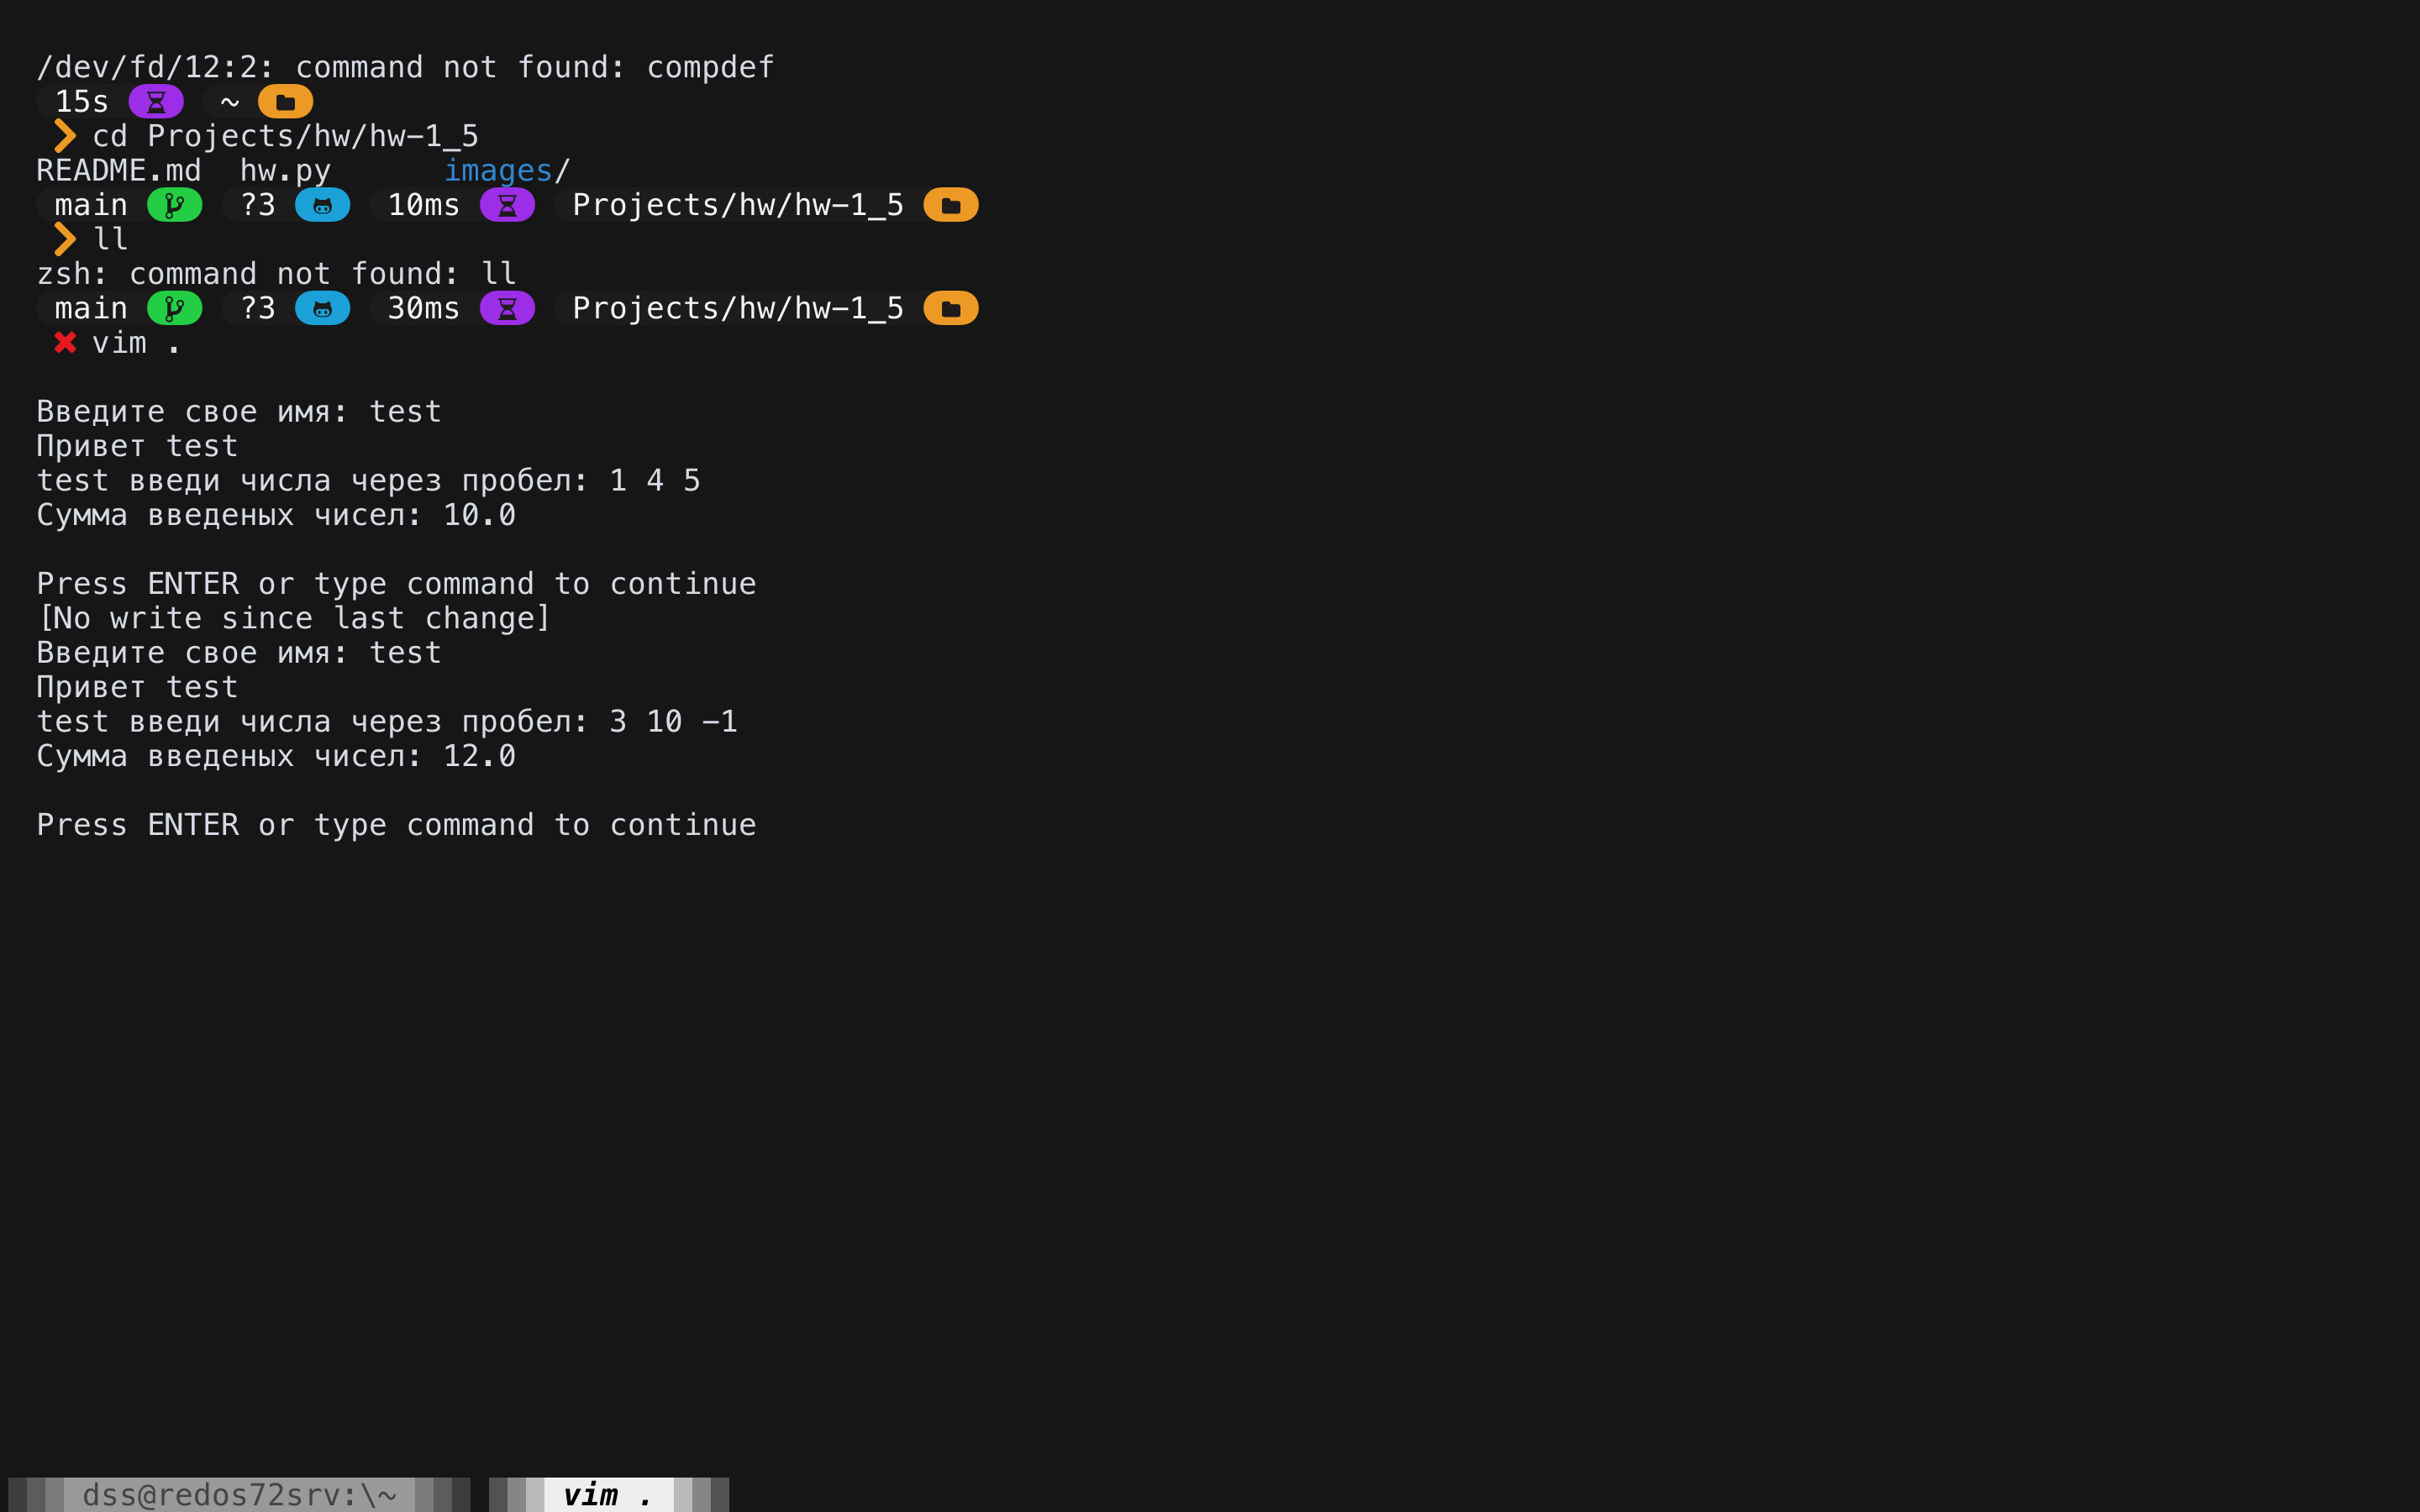 /dev/fd/12:2: command not found: compdef
15s ~
cd Projects/hw/hw-1_5
README.md hw.py images/
main ?3 10ms Projects/hw/hw-1_5
ll
zsh: command not found: ll
main ?3 30ms Projects/hw/hw-1_5
vim .
Введите свое имя: test
Привет test
test введи числа через пробел: 1 4 5
Сумма введеных чисел: 10.0
Press ENTER or type command to continue
[No write since last change]
Введите свое имя: test
Привет test
test введи числа через пробел: 3 10 -1
Сумма введеных чисел: 12.0
Press ENTER or type command to continue
dss@redos72srv:\~ vim .